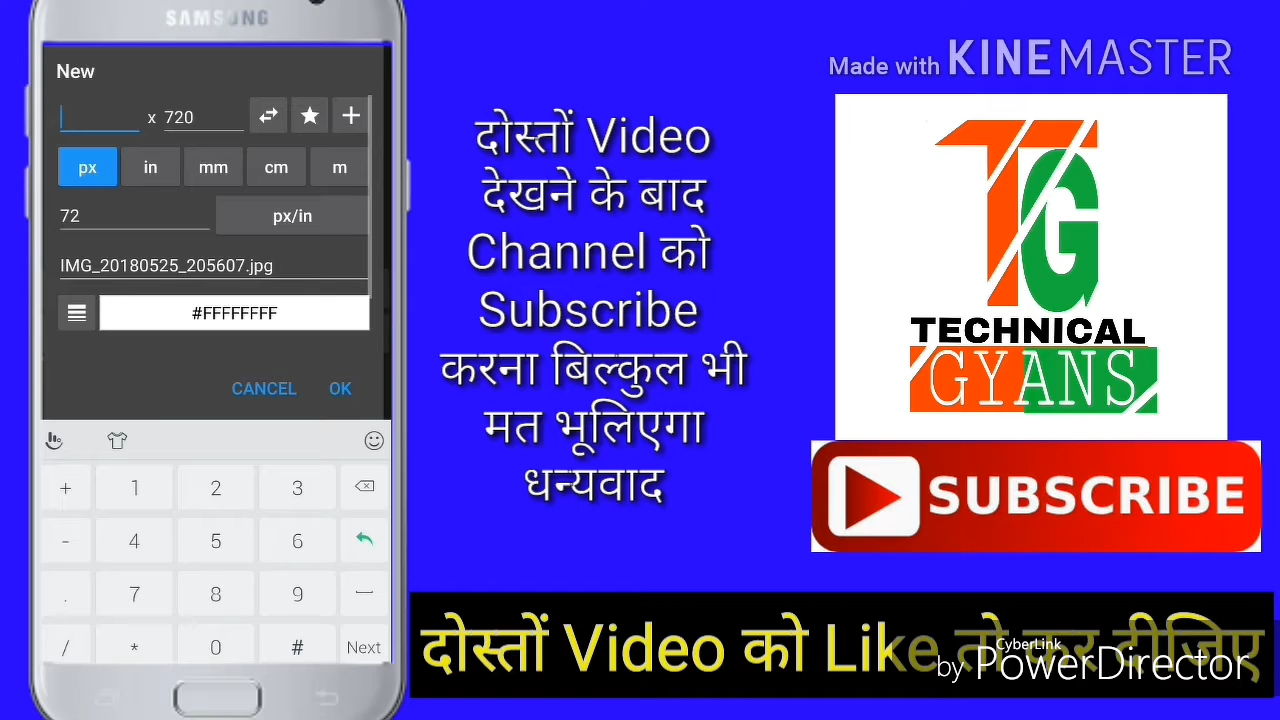 SAMSUNG
New
x 720
px in mm cm m
72 px/in
IMG_20180525_205607.jpg
#FFFFFFFF
CANCEL OK
+ 1 2 3
- 4 5 6
. 7 8 9
/ * 0 # Next
दोस्तों Video
देखने के बाद
Channel को
Subscribe
करना बिल्कुल भी
मत भूलिएगा
धन्यवाद
Made with KINEMASTER
TG
TECHNICAL
GYANS
SUBSCRIBE
दोस्तों Video को Like तो कर दीजिए
CyberLink
by PowerDirector